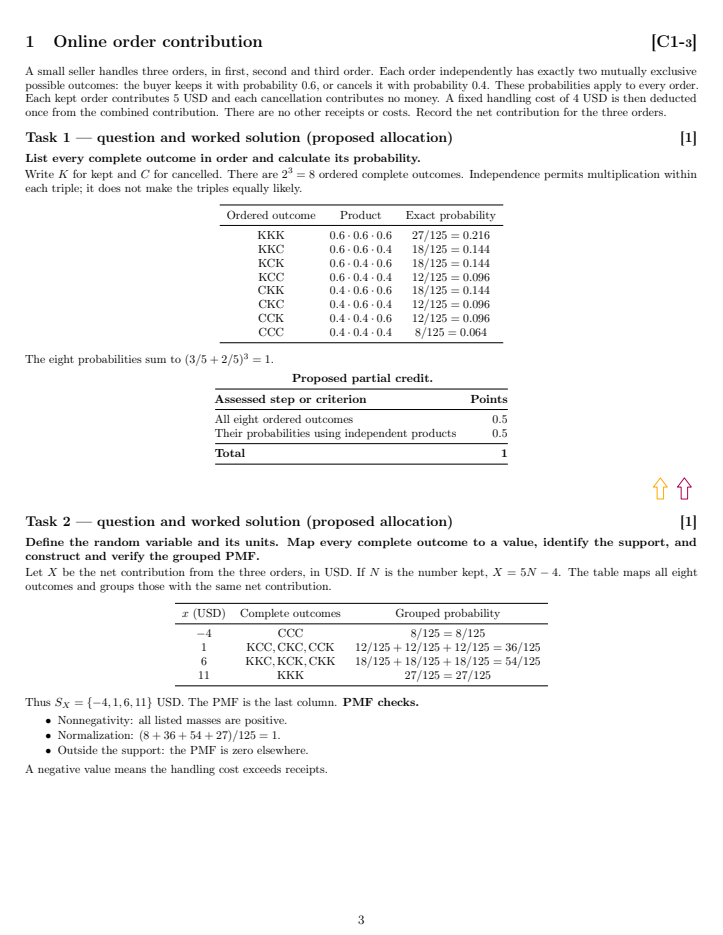 1 Online order contribution [C1-3]
A small seller handles three orders, in first, second and third order. Each order independently has exactly two mutually exclusive
possible outcomes: the buyer keeps it with probability 0.6, or cancels it with probability 0.4. These probabilities apply to every order.
Each kept order contributes 5 USD and each cancellation contributes no money. A fixed handling cost of 4 USD is then deducted
once from the combined contribution. There are no other receipts or costs. Record the net contribution for the three orders.
Task 1 — question and worked solution (proposed allocation) [1]
List every complete outcome in order and calculate its probability.
Write K for kept and C for cancelled. There are 2³ = 8 ordered complete outcomes. Independence permits multiplication within
each triple; it does not make the triples equally likely.
Ordered outcome Product Exact probability
KKK 0.6 · 0.6 · 0.6 27/125 = 0.216
KKC 0.6 · 0.6 · 0.4 18/125 = 0.144
KCK 0.6 · 0.4 · 0.6 18/125 = 0.144
KCC 0.6 · 0.4 · 0.4 12/125 = 0.096
CKK 0.4 · 0.6 · 0.6 18/125 = 0.144
CKC 0.4 · 0.6 · 0.4 12/125 = 0.096
CCK 0.4 · 0.4 · 0.6 12/125 = 0.096
CCC 0.4 · 0.4 · 0.4 8/125 = 0.064
The eight probabilities sum to (3/5 + 2/5)³ = 1.
Proposed partial credit.
Assessed step or criterion Points
All eight ordered outcomes 0.5
Their probabilities using independent products 0.5
Total 1
Task 2 — question and worked solution (proposed allocation) [1]
Define the random variable and its units. Map every complete outcome to a value, identify the support, and
construct and verify the grouped PMF.
Let X be the net contribution from the three orders, in USD. If N is the number kept, X = 5N − 4. The table maps all eight
outcomes and groups those with the same net contribution.
x (USD) Complete outcomes Grouped probability
−4 CCC 8/125 = 8/125
1 KCC, CKC, CCK 12/125 + 12/125 + 12/125 = 36/125
6 KKC, KCK, CKK 18/125 + 18/125 + 18/125 = 54/125
11 KKK 27/125 = 27/125
Thus S_X = {−4, 1, 6, 11} USD. The PMF is the last column. PMF checks.
• Nonnegativity: all listed masses are positive.
• Normalization: (8 + 36 + 54 + 27)/125 = 1.
• Outside the support: the PMF is zero elsewhere.
A negative value means the handling cost exceeds receipts.
3